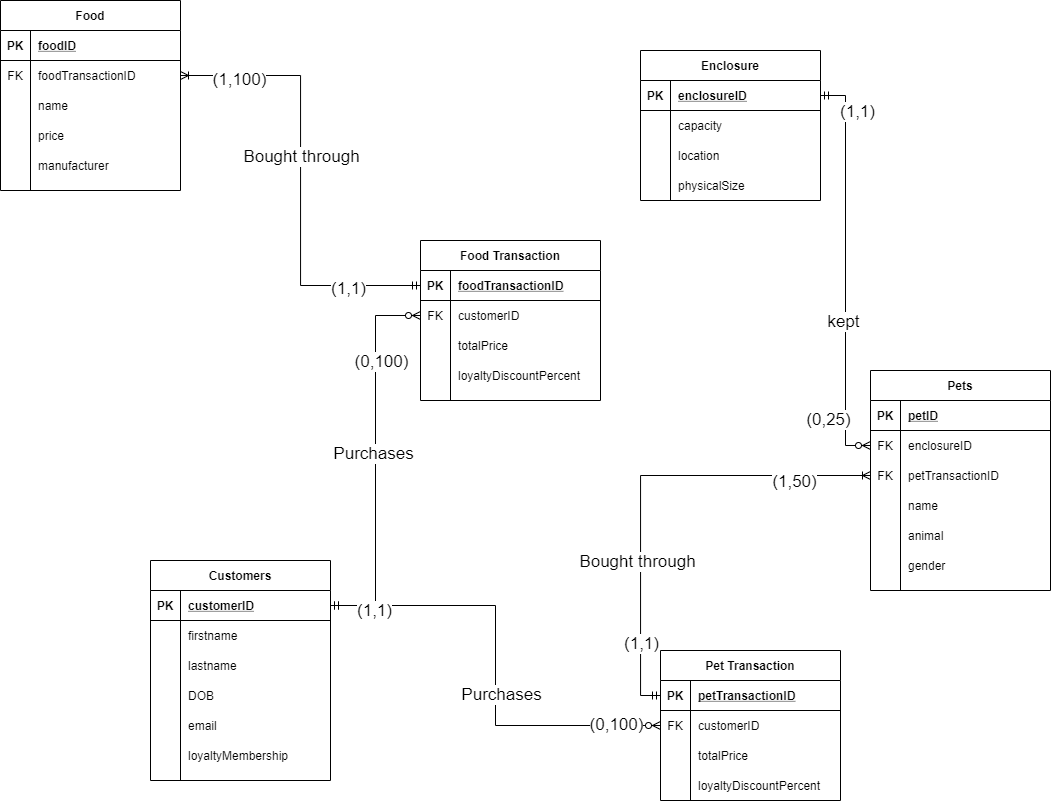 Food
PK foodID
FK foodTransactionID
name
price
manufacturer
(1,100)
Bought through
(1,1)
Enclosure
PK enclosureID
capacity
location
physicalSize
(1,1)
kept
(0,25)
Food Transaction
PK foodTransactionID
FK customerID
totalPrice
loyaltyDiscountPercent
(0,100)
Purchases
(1,1)
Pets
PK petID
FK enclosureID
FK petTransactionID
name
animal
gender
(1,50)
Bought through
(1,1)
Customers
PK customerID
firstname
lastname
DOB
email
loyaltyMembership
Purchases
(0,100)
Pet Transaction
PK petTransactionID
FK customerID
totalPrice
loyaltyDiscountPercent